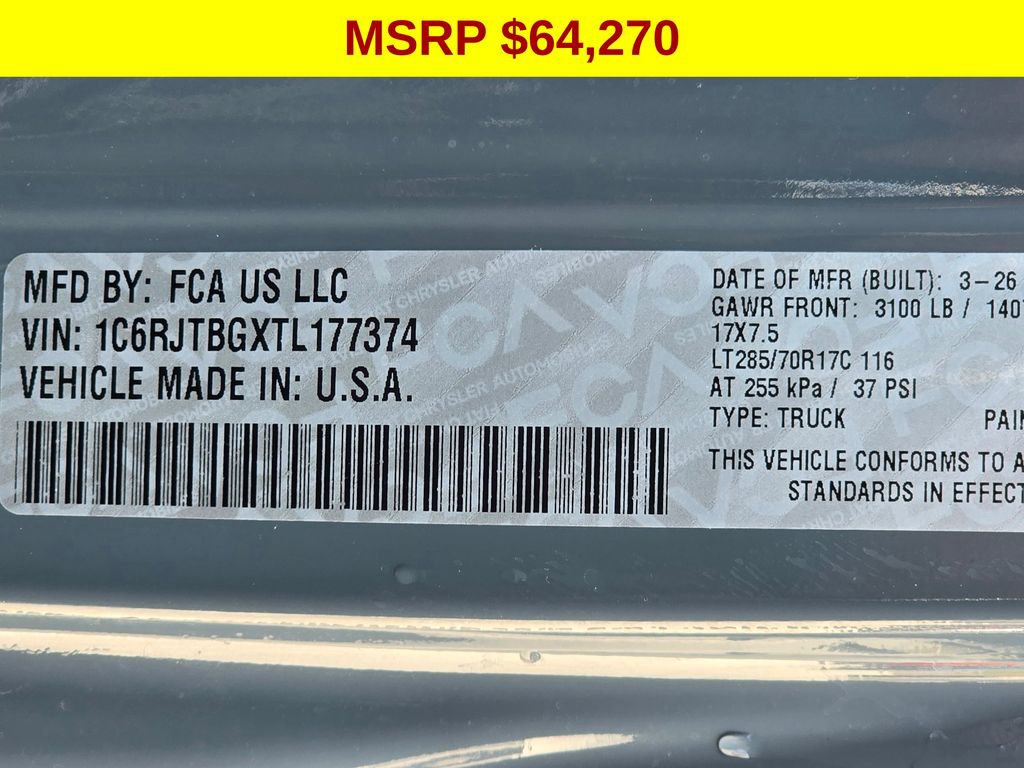 MSRP $64,270
MFD BY: FCA US LLC
VIN: 1C6RJTBGXTL177374
VEHICLE MADE IN: U.S.A.
DATE OF MFR (BUILT): 3-26
GAWR FRONT: 3100 LB / 140
17X7.5
LT285/70R17C 116
AT 255 kPa / 37 PSI
TYPE: TRUCK PAIN
THIS VEHICLE CONFORMS TO A
STANDARDS IN EFFECT